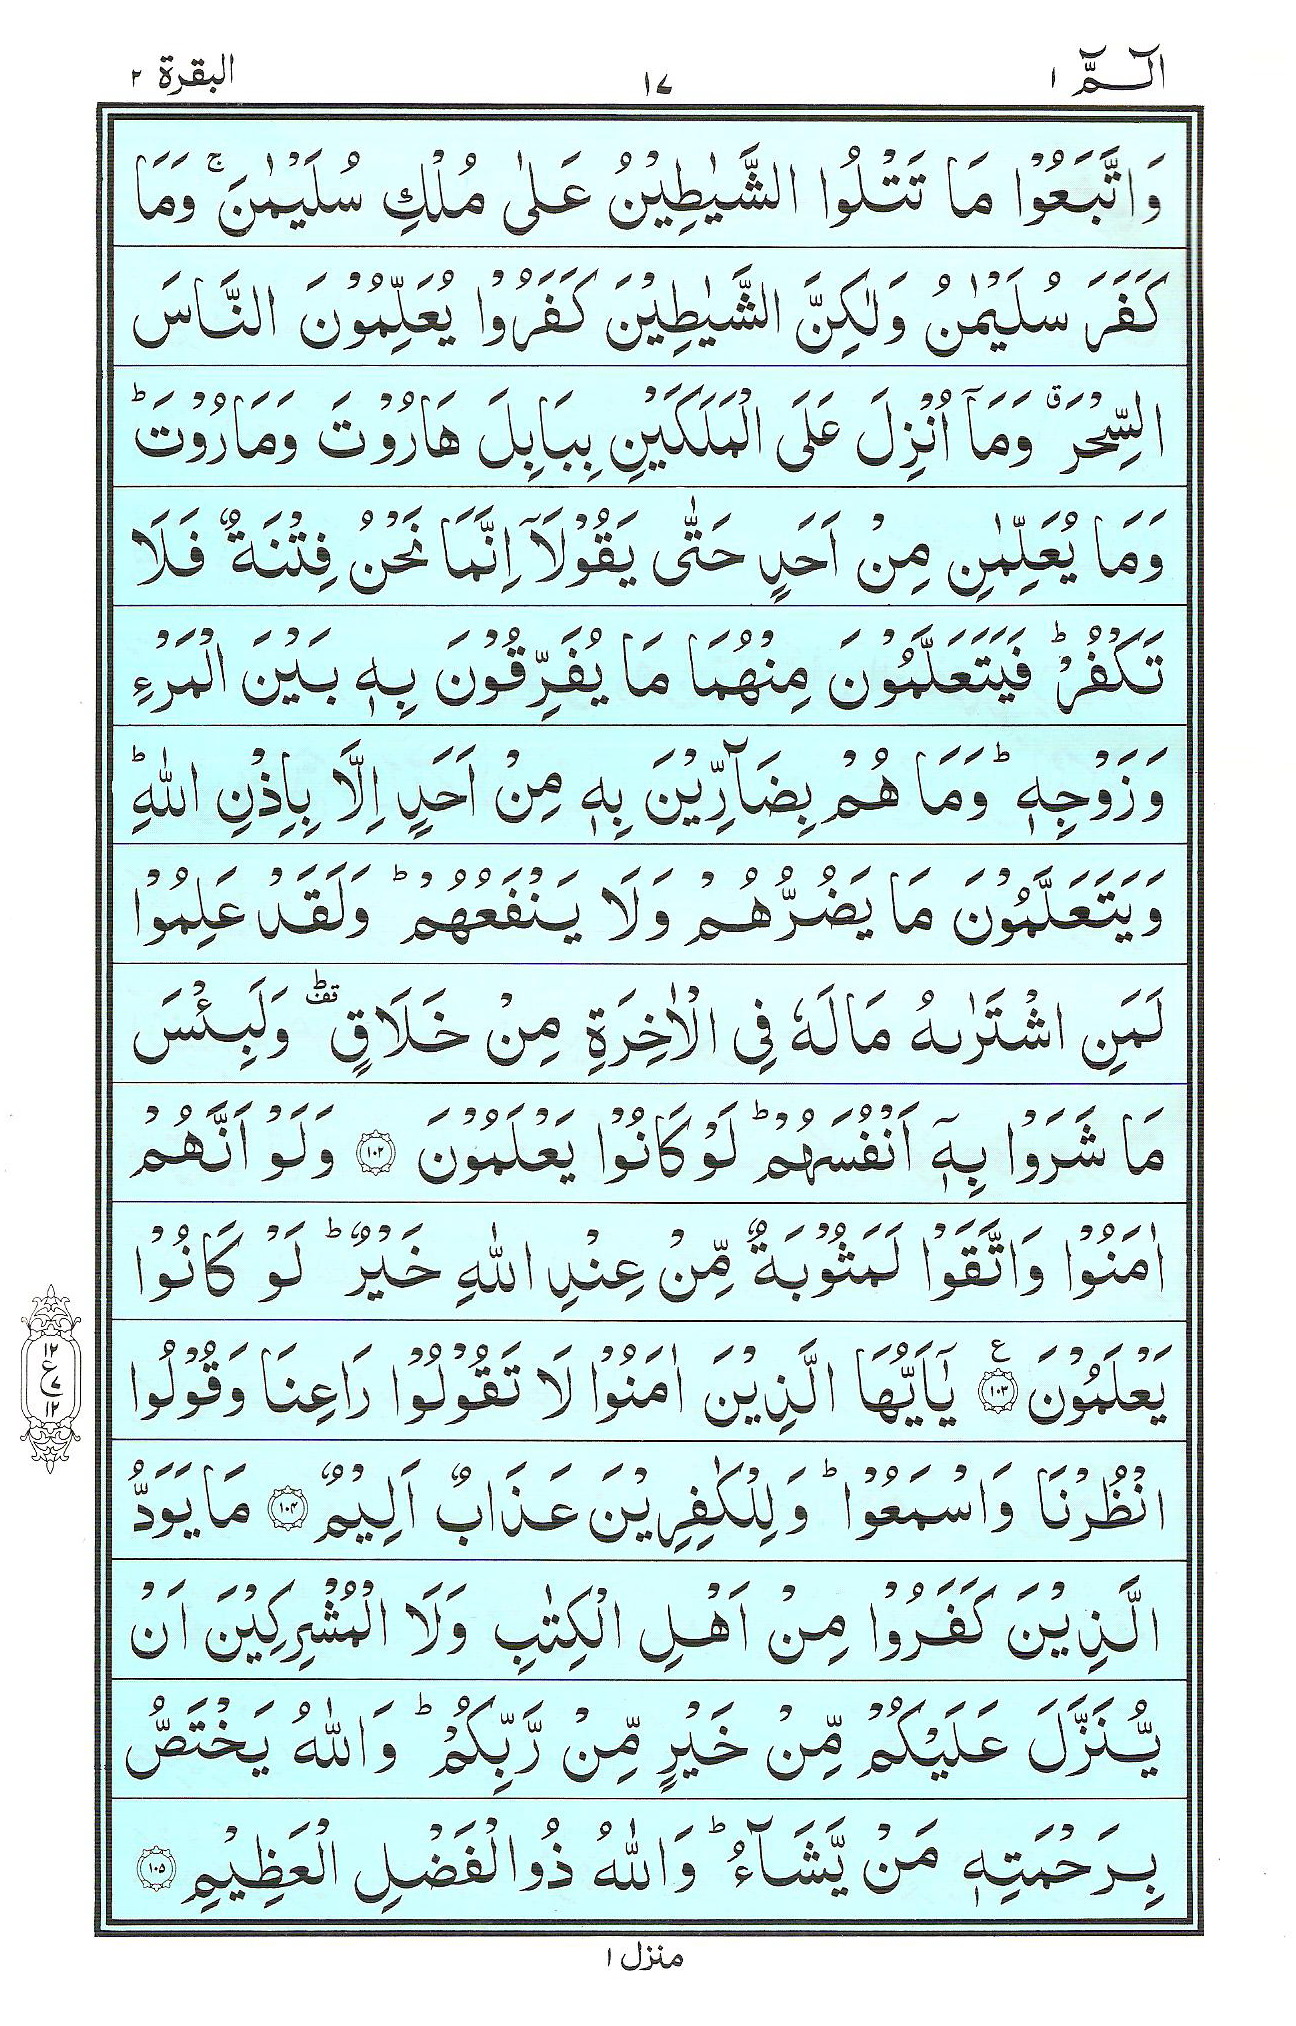 الٓـمّٓ ١ ١٧ البقرة ٢
وَاتَّبَعُوْا مَا تَتْلُوا الشَّيٰطِيْنُ عَلٰى مُلْكِ سُلَيْمٰنَ ۚ وَمَا
كَفَرَ سُلَيْمٰنُ وَلٰكِنَّ الشَّيٰطِيْنَ كَفَرُوْا يُعَلِّمُوْنَ النَّاسَ
السِّحْرَ ۗ وَمَآ اُنْزِلَ عَلَى الْمَلَكَيْنِ بِبَابِلَ هَارُوْتَ وَمَارُوْتَ ؕ
وَمَا يُعَلِّمٰنِ مِنْ اَحَدٍ حَتّٰى يَقُوْلَآ اِنَّمَا نَحْنُ فِتْنَةٌ فَلَا
تَكْفُرْ ؕ فَيَتَعَلَّمُوْنَ مِنْهُمَا مَا يُفَرِّقُوْنَ بِهٖ بَيْنَ الْمَرْءِ
وَزَوْجِهٖ ؕ وَمَا هُمْ بِضَآرِّيْنَ بِهٖ مِنْ اَحَدٍ اِلَّا بِاِذْنِ اللّٰهِ ؕ
وَيَتَعَلَّمُوْنَ مَا يَضُرُّهُمْ وَلَا يَنْفَعُهُمْ ؕ وَلَقَدْ عَلِمُوْا
لَمَنِ اشْتَرٰىهُ مَا لَهٗ فِى الْاٰخِرَةِ مِنْ خَلَاقٍ ؕقف وَلَبِئْسَ
مَا شَرَوْا بِهٖٓ اَنْفُسَهُمْ ؕ لَوْ كَانُوْا يَعْلَمُوْنَ ١٠٢ وَلَوْ اَنَّهُمْ
اٰمَنُوْا وَاتَّقَوْا لَمَثُوْبَةٌ مِّنْ عِنْدِ اللّٰهِ خَيْرٌ ؕ لَوْ كَانُوْا
يَعْلَمُوْنَ ١٠٣ ع يٰٓاَيُّهَا الَّذِيْنَ اٰمَنُوْا لَا تَقُوْلُوْا رَاعِنَا وَقُوْلُوا
١٢ ع ٧ ١٢
انْظُرْنَا وَاسْمَعُوْا ؕ وَلِلْكٰفِرِيْنَ عَذَابٌ اَلِيْمٌ ١٠٤ مَا يَوَدُّ
الَّذِيْنَ كَفَرُوْا مِنْ اَهْلِ الْكِتٰبِ وَلَا الْمُشْرِكِيْنَ اَنْ
يُّنَزَّلَ عَلَيْكُمْ مِّنْ خَيْرٍ مِّنْ رَّبِّكُمْ ؕ وَاللّٰهُ يَخْتَصُّ
بِرَحْمَتِهٖ مَنْ يَّشَآءُ ؕ وَاللّٰهُ ذُو الْفَضْلِ الْعَظِيْمِ ١٠٥
منزل ١